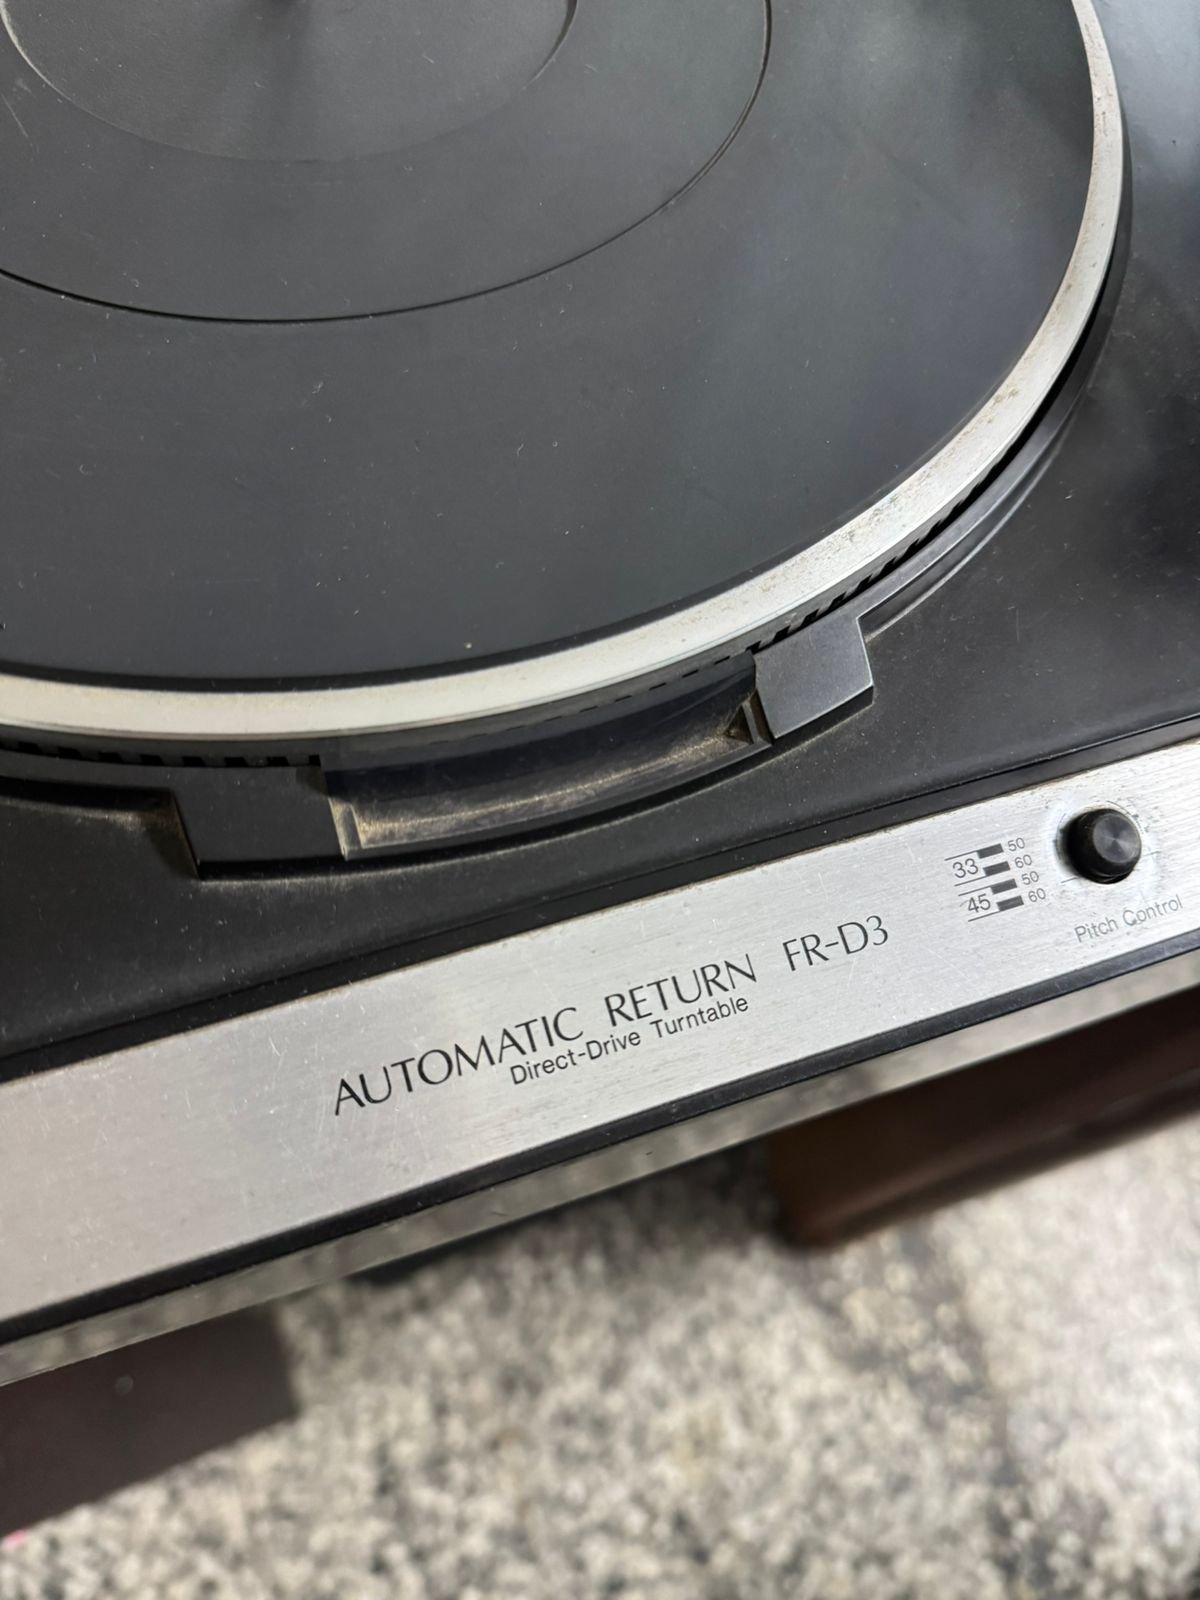 AUTOMATIC RETURN FR-D3
Direct-Drive Turntable
33 50
60
45 50
60
Pitch Control